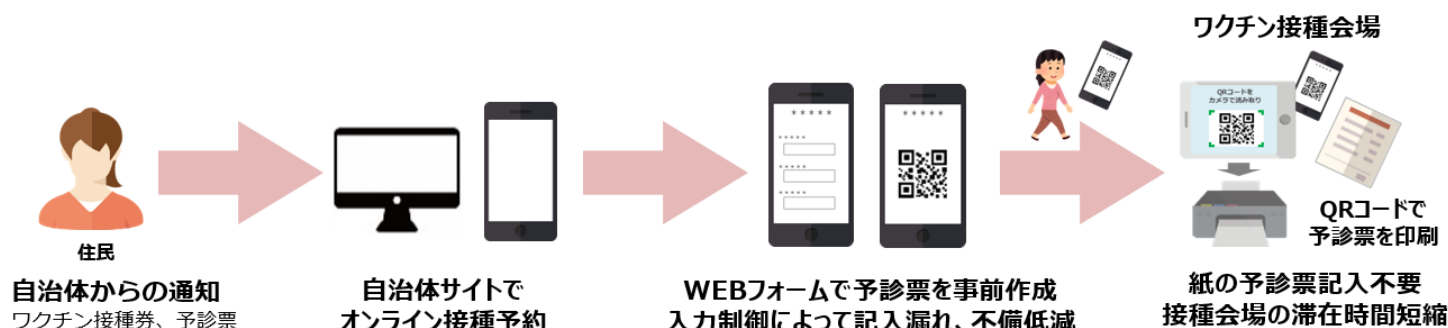 ワクチン接種会場
QRコードを
カメラで読み取り
*****
*****
*****
*****
*****
住民
QRコードで
予診票を印刷
自治体からの通知
ワクチン接種券、予診票
自治体サイトで
オンライン接種予約
WEBフォームで予診票を事前作成
入力制御によって記入漏れ、不備低減
紙の予診票記入不要
接種会場の滞在時間短縮